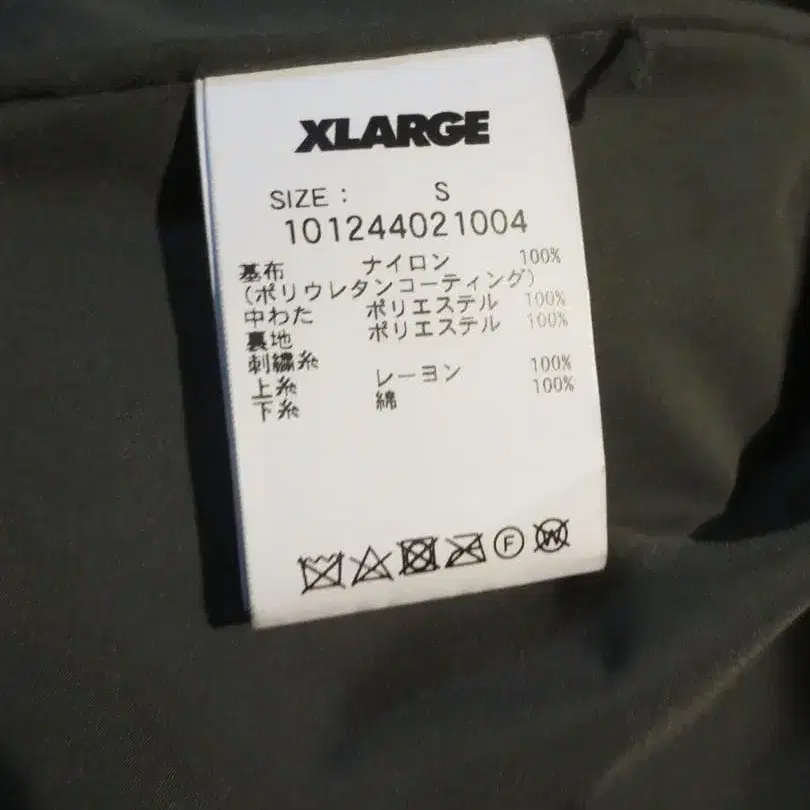 XLARGE
SIZE : S
101244021004
基布 ナイロン 100%
(ポリウレタンコーティング)
中わた ポリエステル 100%
裏地 ポリエステル 100%
刺繍糸
上糸 レーヨン 100%
下糸 綿 100%
F W